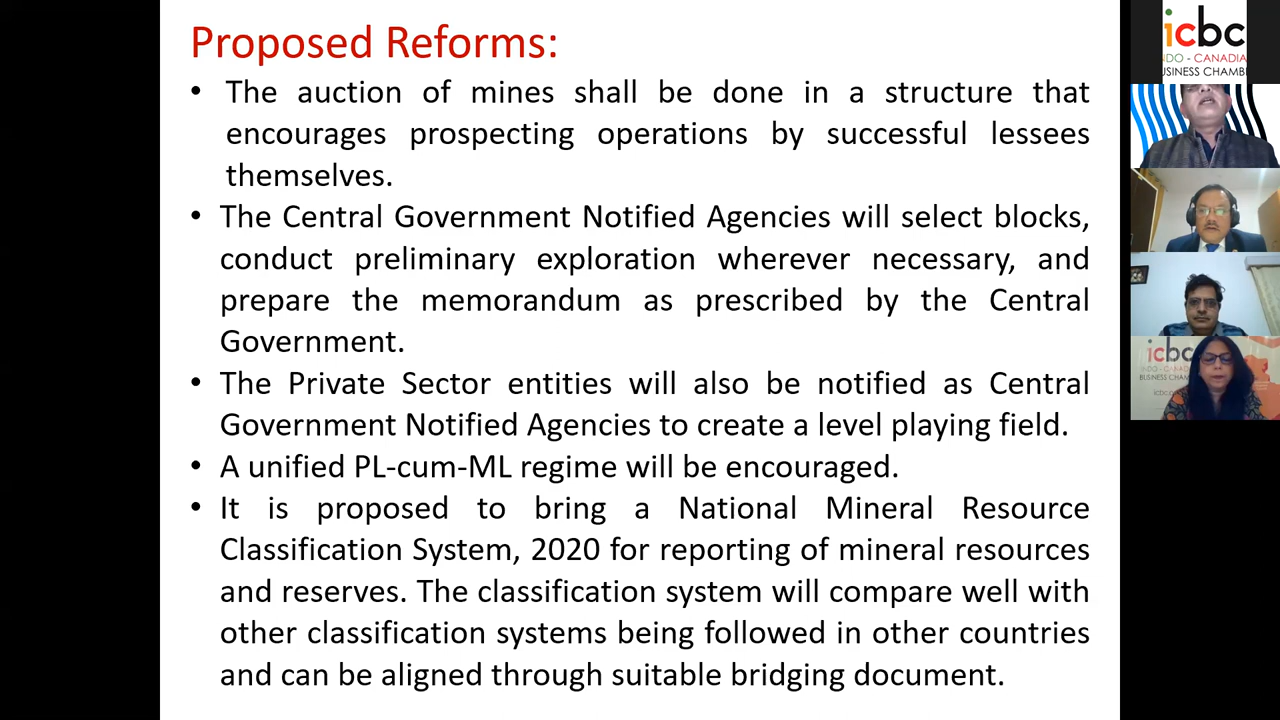 Proposed Reforms:
• The auction of mines shall be done in a structure that
encourages prospecting operations by successful lessees
themselves.
• The Central Government Notified Agencies will select blocks,
conduct preliminary exploration wherever necessary, and
prepare the memorandum as prescribed by the Central
Government.
• The Private Sector entities will also be notified as Central
Government Notified Agencies to create a level playing field.
• A unified PL-cum-ML regime will be encouraged.
• It is proposed to bring a National Mineral Resource
Classification System, 2020 for reporting of mineral resources
and reserves. The classification system will compare well with
other classification systems being followed in other countries
and can be aligned through suitable bridging document.
icbc
NDO - CANADIA
USINESS CHAMB
icbc